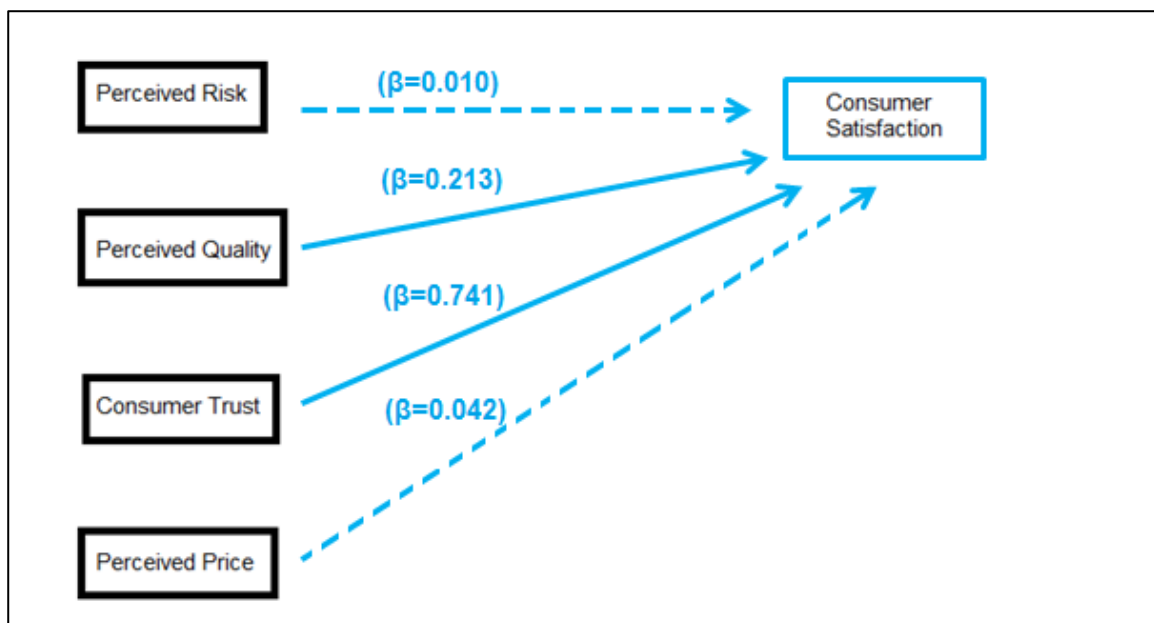 Perceived Risk
(β=0.010)
Consumer
Satisfaction
(β=0.213)
Perceived Quality
(β=0.741)
Consumer Trust
(β=0.042)
Perceived Price